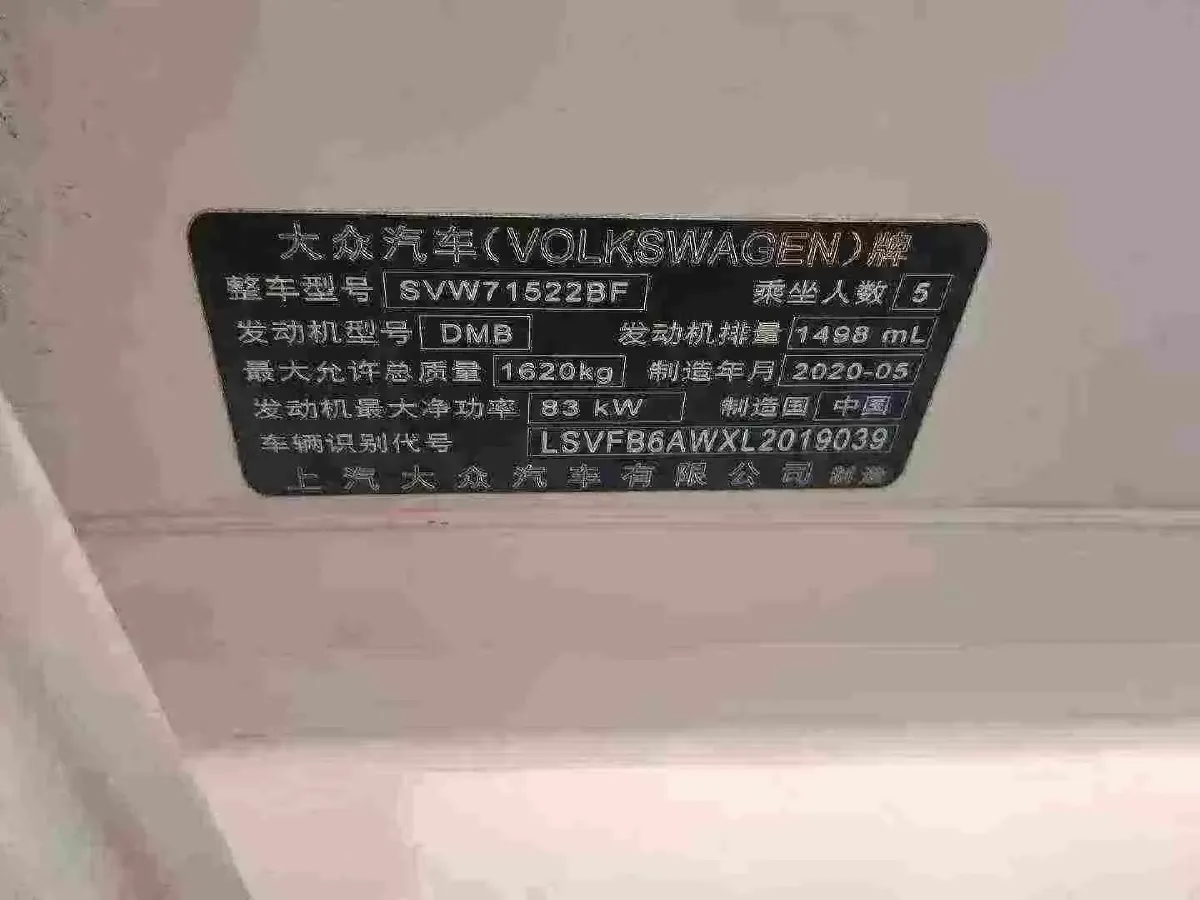 大众汽车(VOLKSWAGEN)牌
整车型号 SVW71522BF 乘坐人数 5
发动机型号 DMB 发动机排量 1498 mL
最大允许总质量 1620kg 制造年月 2020-05
发动机最大净功率 83 kW 制造国 中国
车辆识别代号 LSVFB6AWXL2019039
上汽大众汽车有限公司 制造